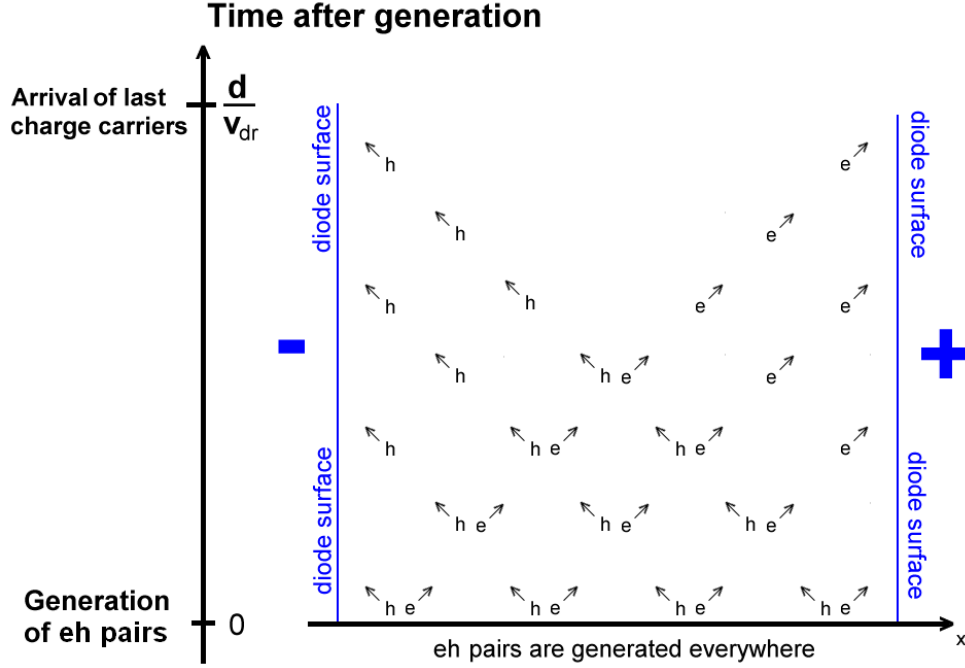 Time after generation
Arrival of last
charge carriers
d
v_dr
diode surface
diode surface
h
e
h
e
h
h
e
e
-
+
h
h e
e
h
h e
h e
e
diode surface
diode surface
h e
h e
h e
Generation
of eh pairs
0
h e
h e
h e
h e
x
eh pairs are generated everywhere